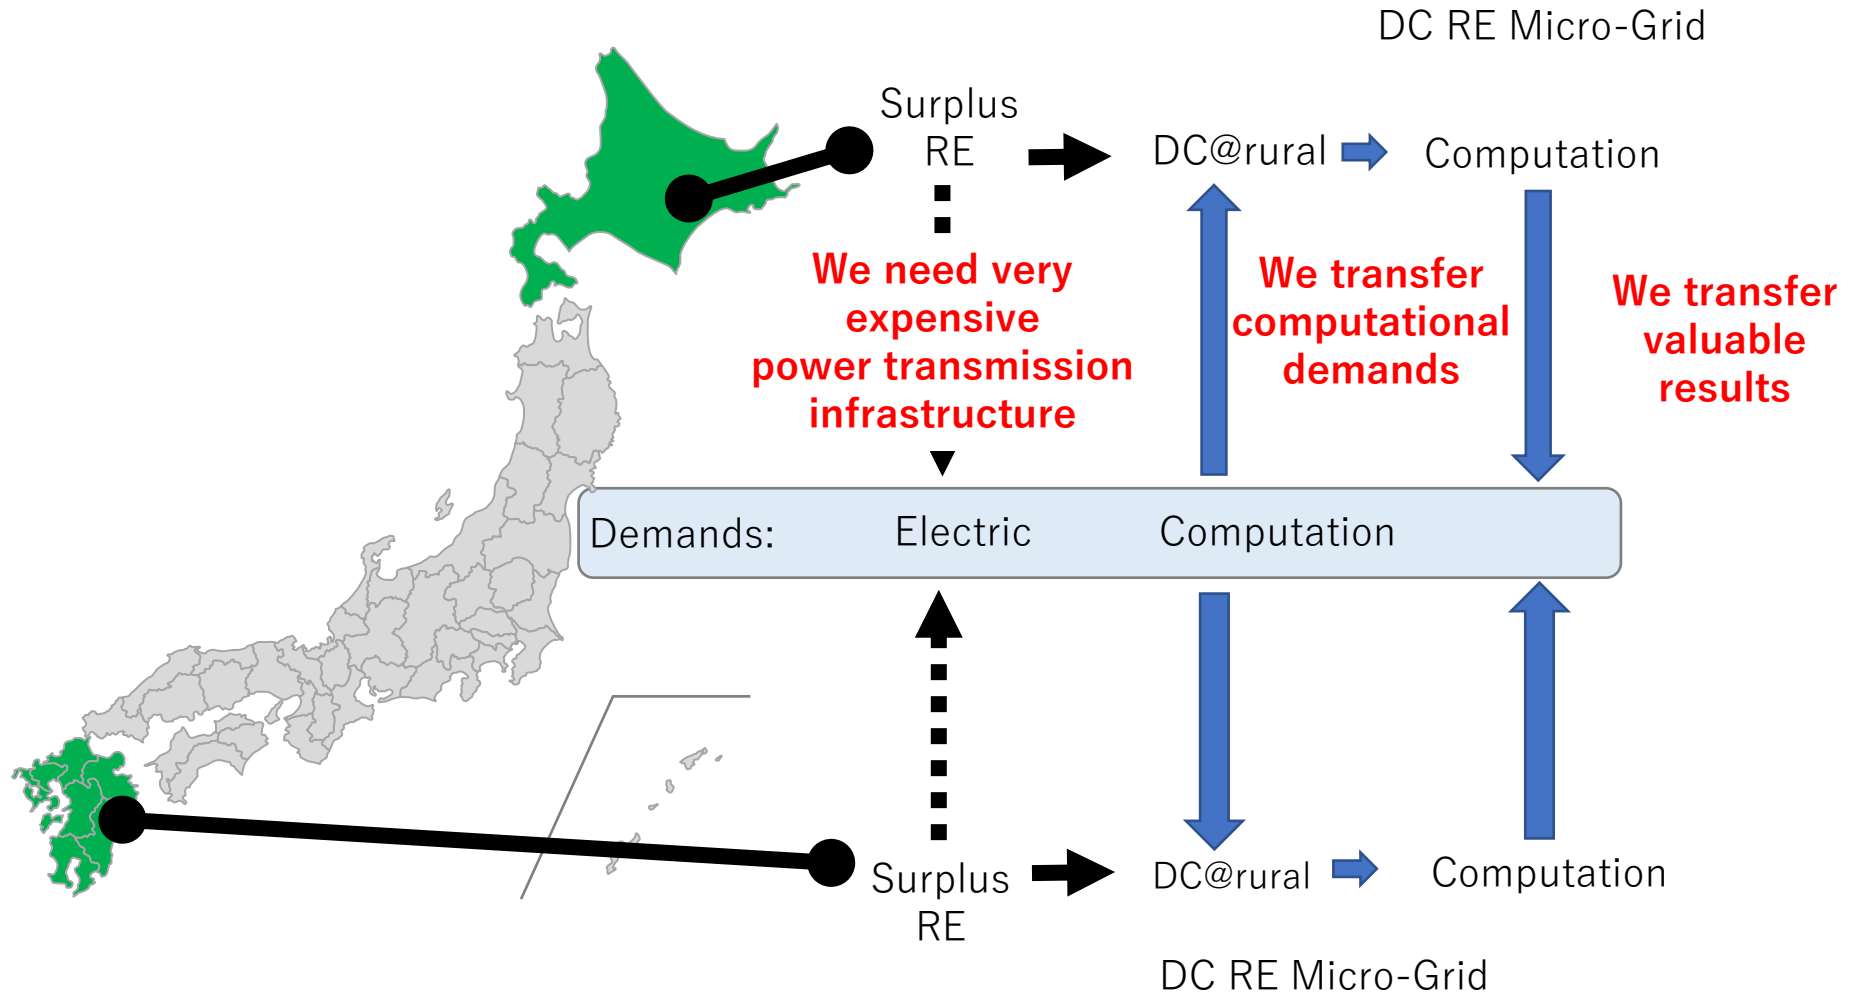 DC RE Micro-Grid
Surplus
RE
DC@rural
Computation
We need very
expensive
power transmission
infrastructure
We transfer
computational
demands
We transfer
valuable
results
Demands:
Electric
Computation
Surplus
RE
DC@rural
Computation
DC RE Micro-Grid